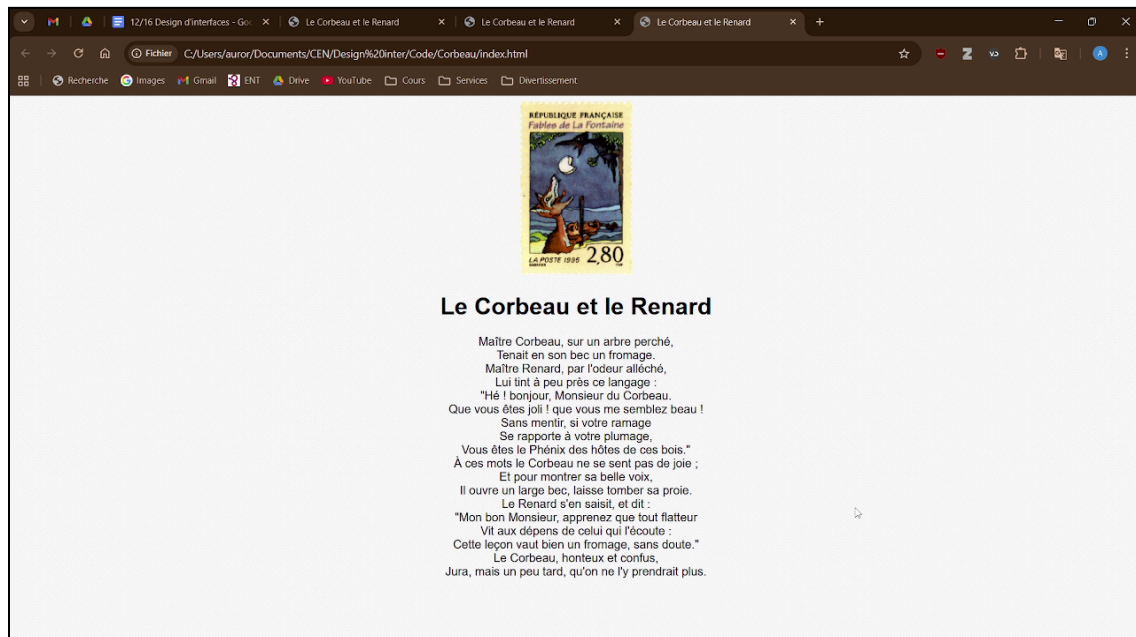 12/16 Design d'interfaces - Goo
Le Corbeau et le Renard
Le Corbeau et le Renard
Le Corbeau et le Renard
Fichier C:/Users/auror/Documents/CEN/Design%20inter/Code/Corbeau/index.html
Recherche Images Gmail ENT Drive YouTube Cours Services Divertissement
RÉPUBLIQUE FRANÇAISE
Fables de La Fontaine
LA POSTE 1995 2,80
Le Corbeau et le Renard
Maître Corbeau, sur un arbre perché,
Tenait en son bec un fromage.
Maître Renard, par l'odeur alléché,
Lui tint à peu près ce langage :
"Hé ! bonjour, Monsieur du Corbeau.
Que vous êtes joli ! que vous me semblez beau !
Sans mentir, si votre ramage
Se rapporte à votre plumage,
Vous êtes le Phénix des hôtes de ces bois."
À ces mots le Corbeau ne se sent pas de joie ;
Et pour montrer sa belle voix,
Il ouvre un large bec, laisse tomber sa proie.
Le Renard s'en saisit, et dit :
"Mon bon Monsieur, apprenez que tout flatteur
Vit aux dépens de celui qui l'écoute :
Cette leçon vaut bien un fromage, sans doute."
Le Corbeau, honteux et confus,
Jura, mais un peu tard, qu'on ne l'y prendrait plus.